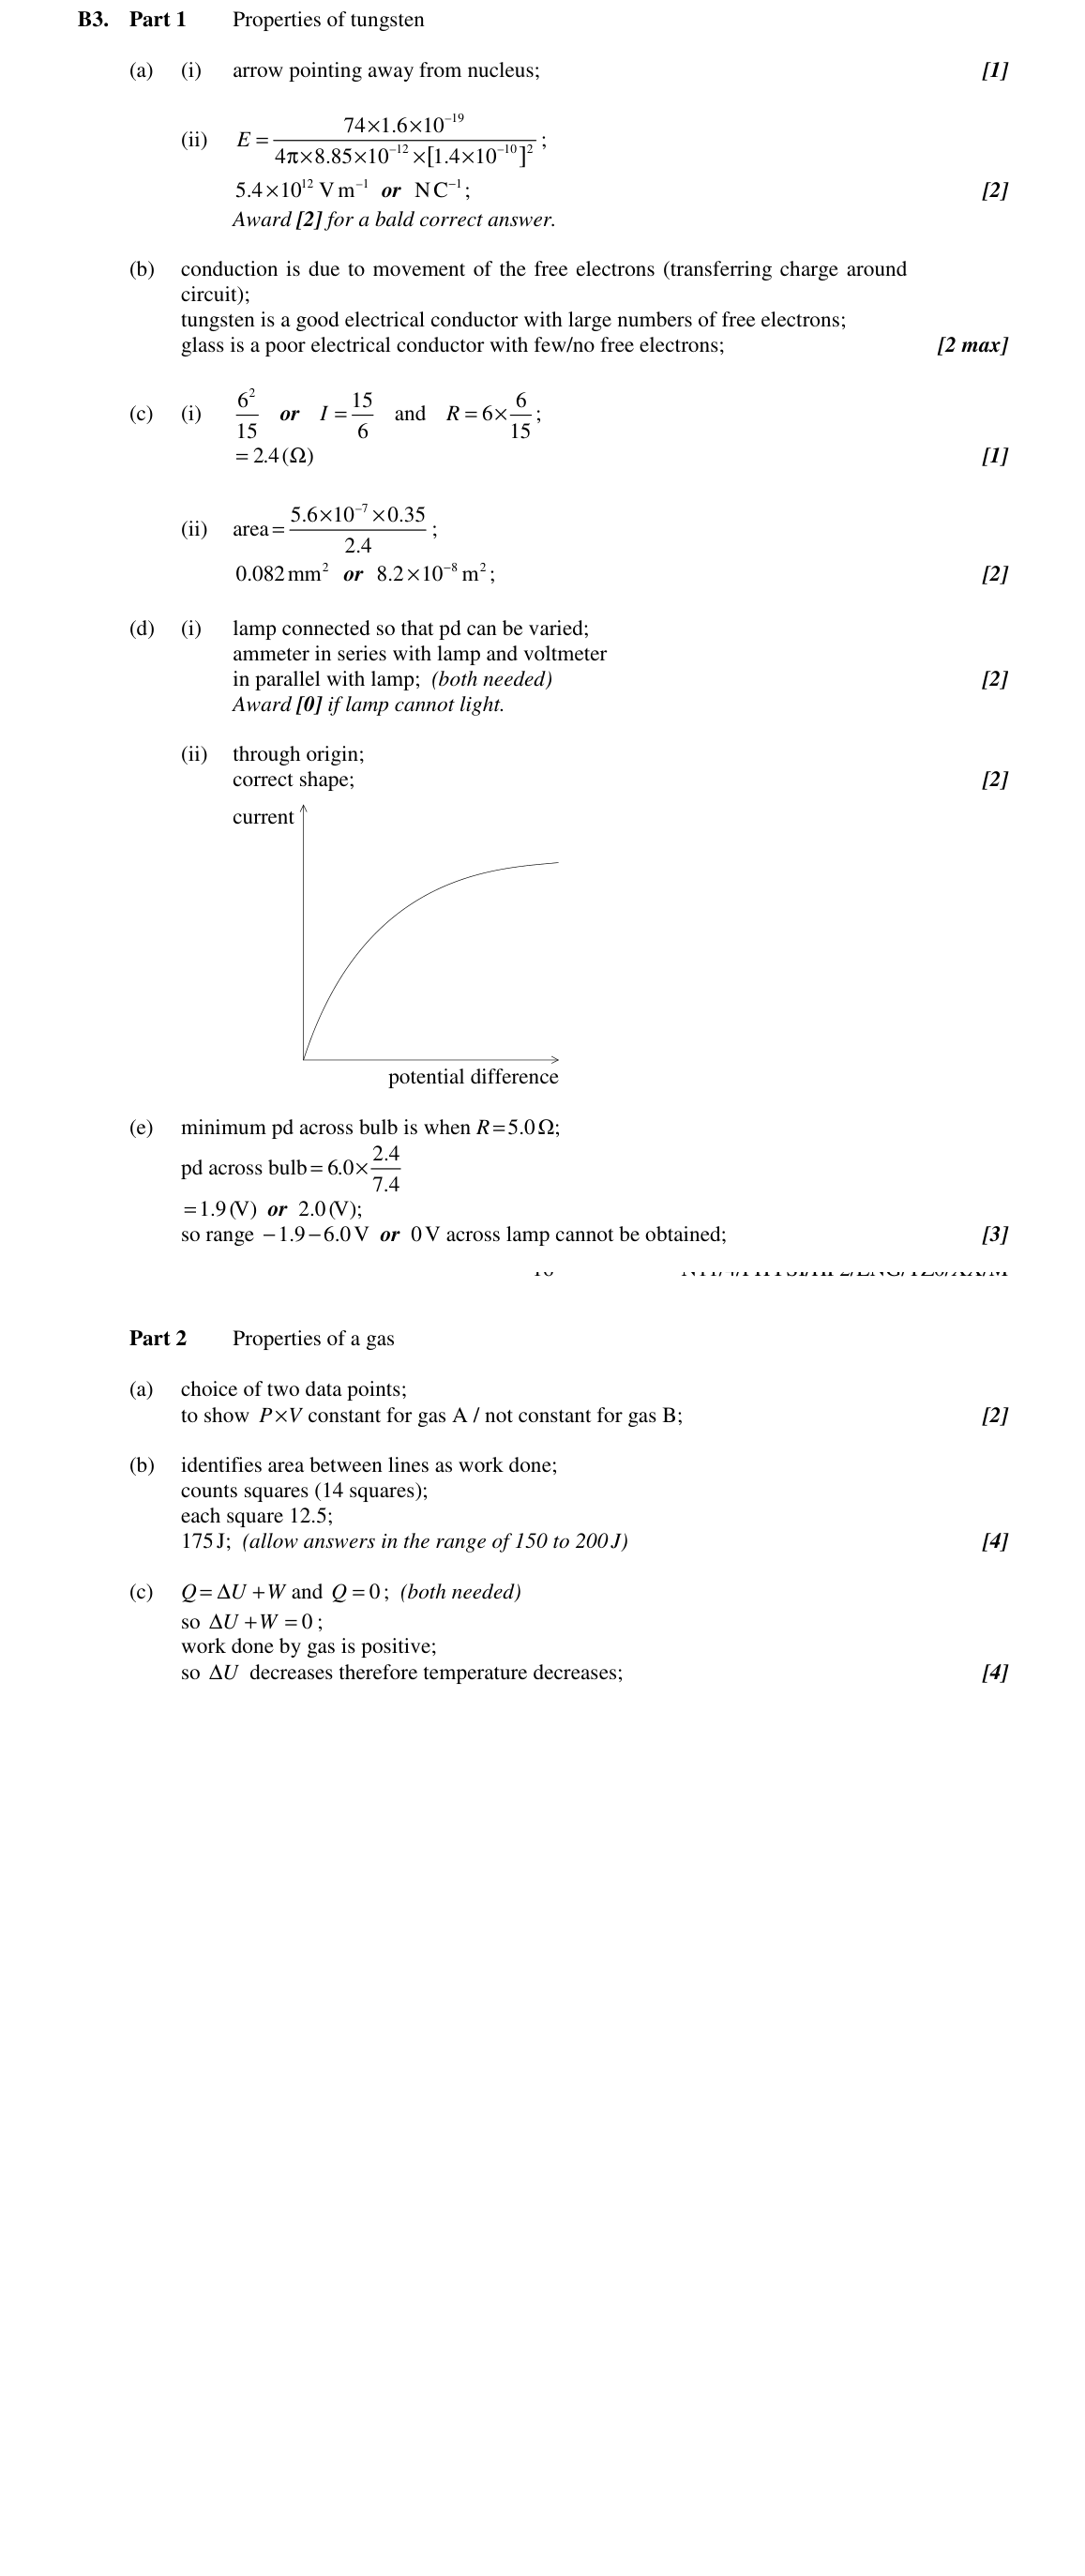 B3. Part 1 Properties of tungsten
(a) (i) arrow pointing away from nucleus; [1]
(ii) E = \frac{74×1.6×10^{-19}}{4π×8.85×10^{-12}×[1.4×10^{-10}]^2};
5.4×10^{12} V m^{-1} or N C^{-1}; [2]
Award [2] for a bald correct answer.
(b) conduction is due to movement of the free electrons (transferring charge around
circuit);
tungsten is a good electrical conductor with large numbers of free electrons;
glass is a poor electrical conductor with few/no free electrons; [2 max]
(c) (i) \frac{6^2}{15} or I = \frac{15}{6} and R = 6×\frac{6}{15};
= 2.4(Ω) [1]
(ii) area = \frac{5.6×10^{-7}×0.35}{2.4};
0.082 mm^2 or 8.2×10^{-8} m^2; [2]
(d) (i) lamp connected so that pd can be varied;
ammeter in series with lamp and voltmeter
in parallel with lamp; (both needed) [2]
Award [0] if lamp cannot light.
(ii) through origin;
correct shape; [2]
current
potential difference
(e) minimum pd across bulb is when R=5.0Ω;
pd across bulb = 6.0×\frac{2.4}{7.4}
=1.9(V) or 2.0(V);
so range −1.9−6.0V or 0V across lamp cannot be obtained; [3]
Part 2 Properties of a gas
(a) choice of two data points;
to show P×V constant for gas A / not constant for gas B; [2]
(b) identifies area between lines as work done;
counts squares (14 squares);
each square 12.5;
175J; (allow answers in the range of 150 to 200J) [4]
(c) Q=ΔU+W and Q=0; (both needed)
so ΔU+W=0;
work done by gas is positive;
so ΔU decreases therefore temperature decreases; [4]